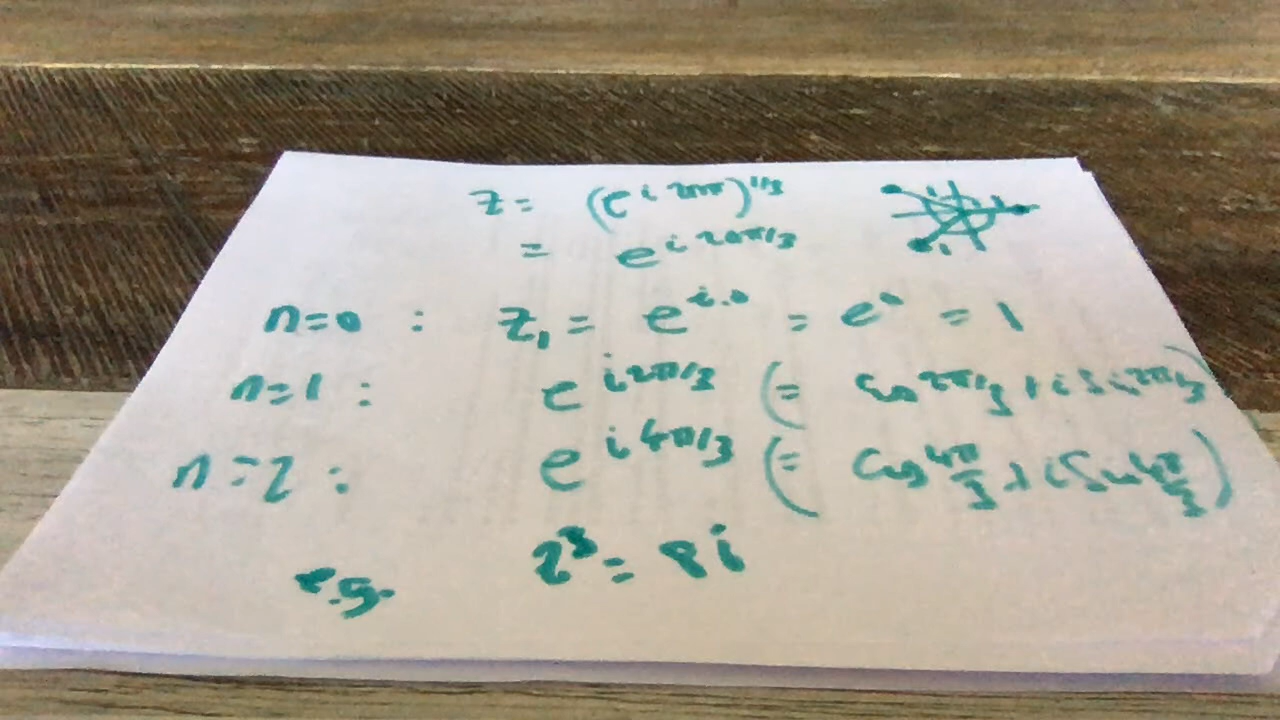 z = (e^{i 2nπ})^{1/3}
= e^{i 2nπ/3}
n=0 : z₁ = e^{i.0} = e^0 = 1
n=1 : e^{i2π/3} (= Cos 2π/3 + i Sin 2π/3)
n=2 : e^{i4π/3} (= Cos 4π/3 + i Sin 4π/3)
e.g. z³ = 8i